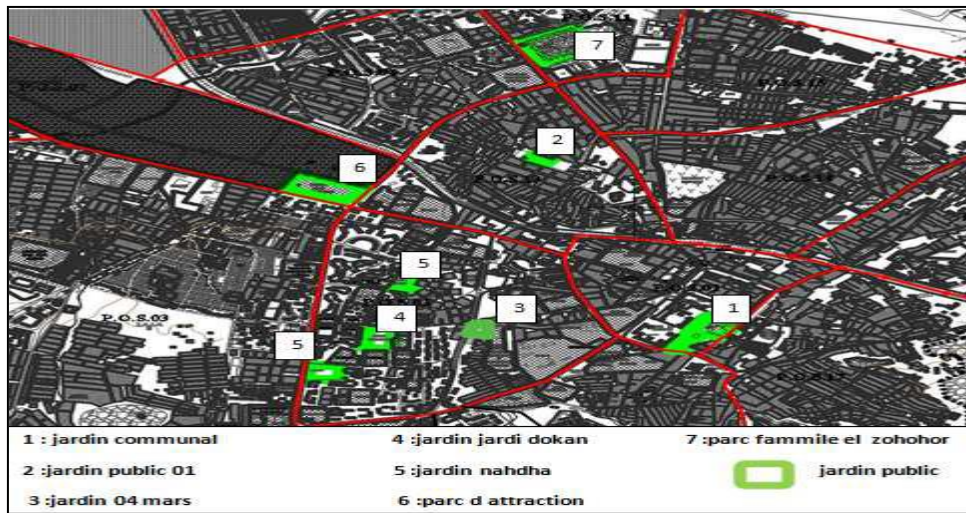 7
2
6
5
3
4
1
5
P.O.S.03
1 : jardin communal
4 :jardin jardi dokan
7 :parc fammile el zohohor
2 :jardin public 01
5 :jardin nahdha
jardin public
3 :jardin 04 mars
6 :parc d attraction